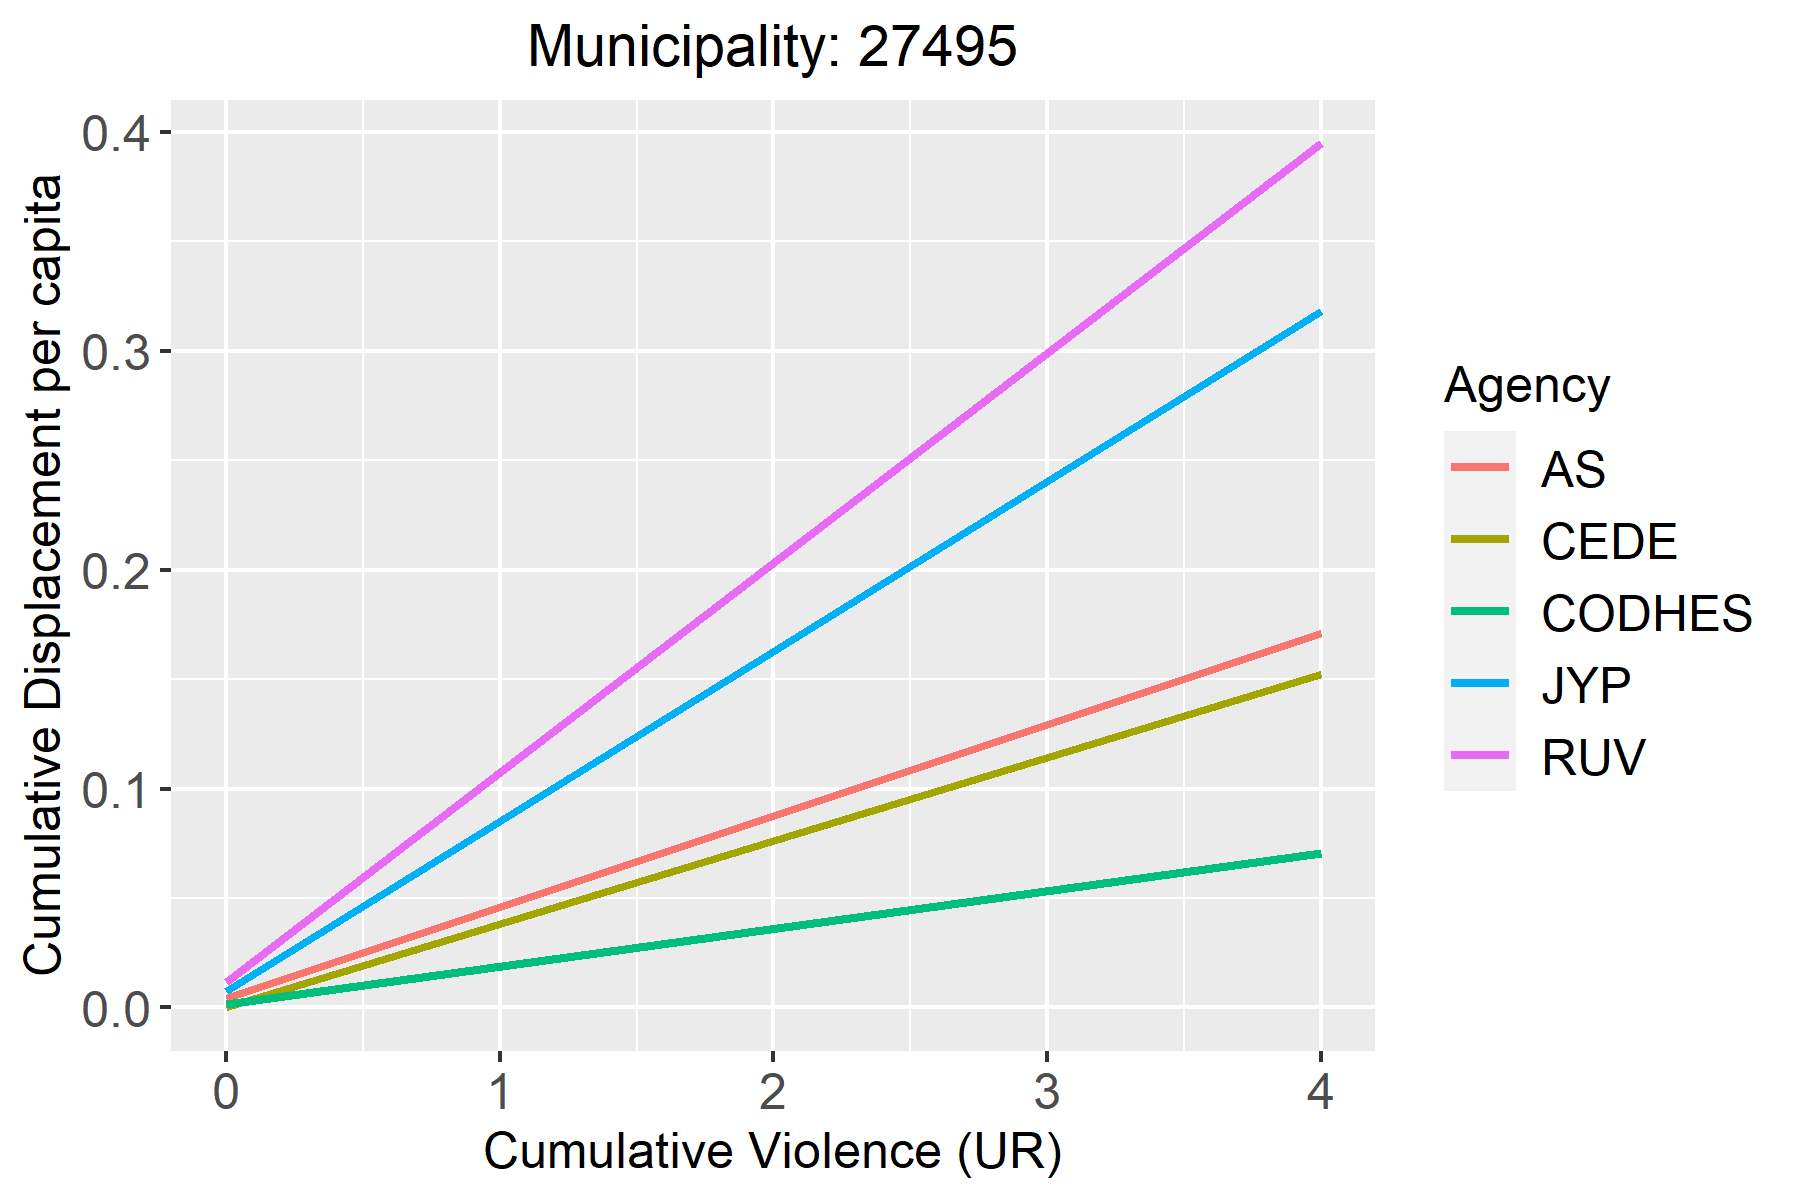 Municipality: 27495
Cumulative Displacement per capita
0.4
0.3
0.2
0.1
0.0
0 1 2 3 4
Cumulative Violence (UR)
Agency
AS
CEDE
CODHES
JYP
RUV